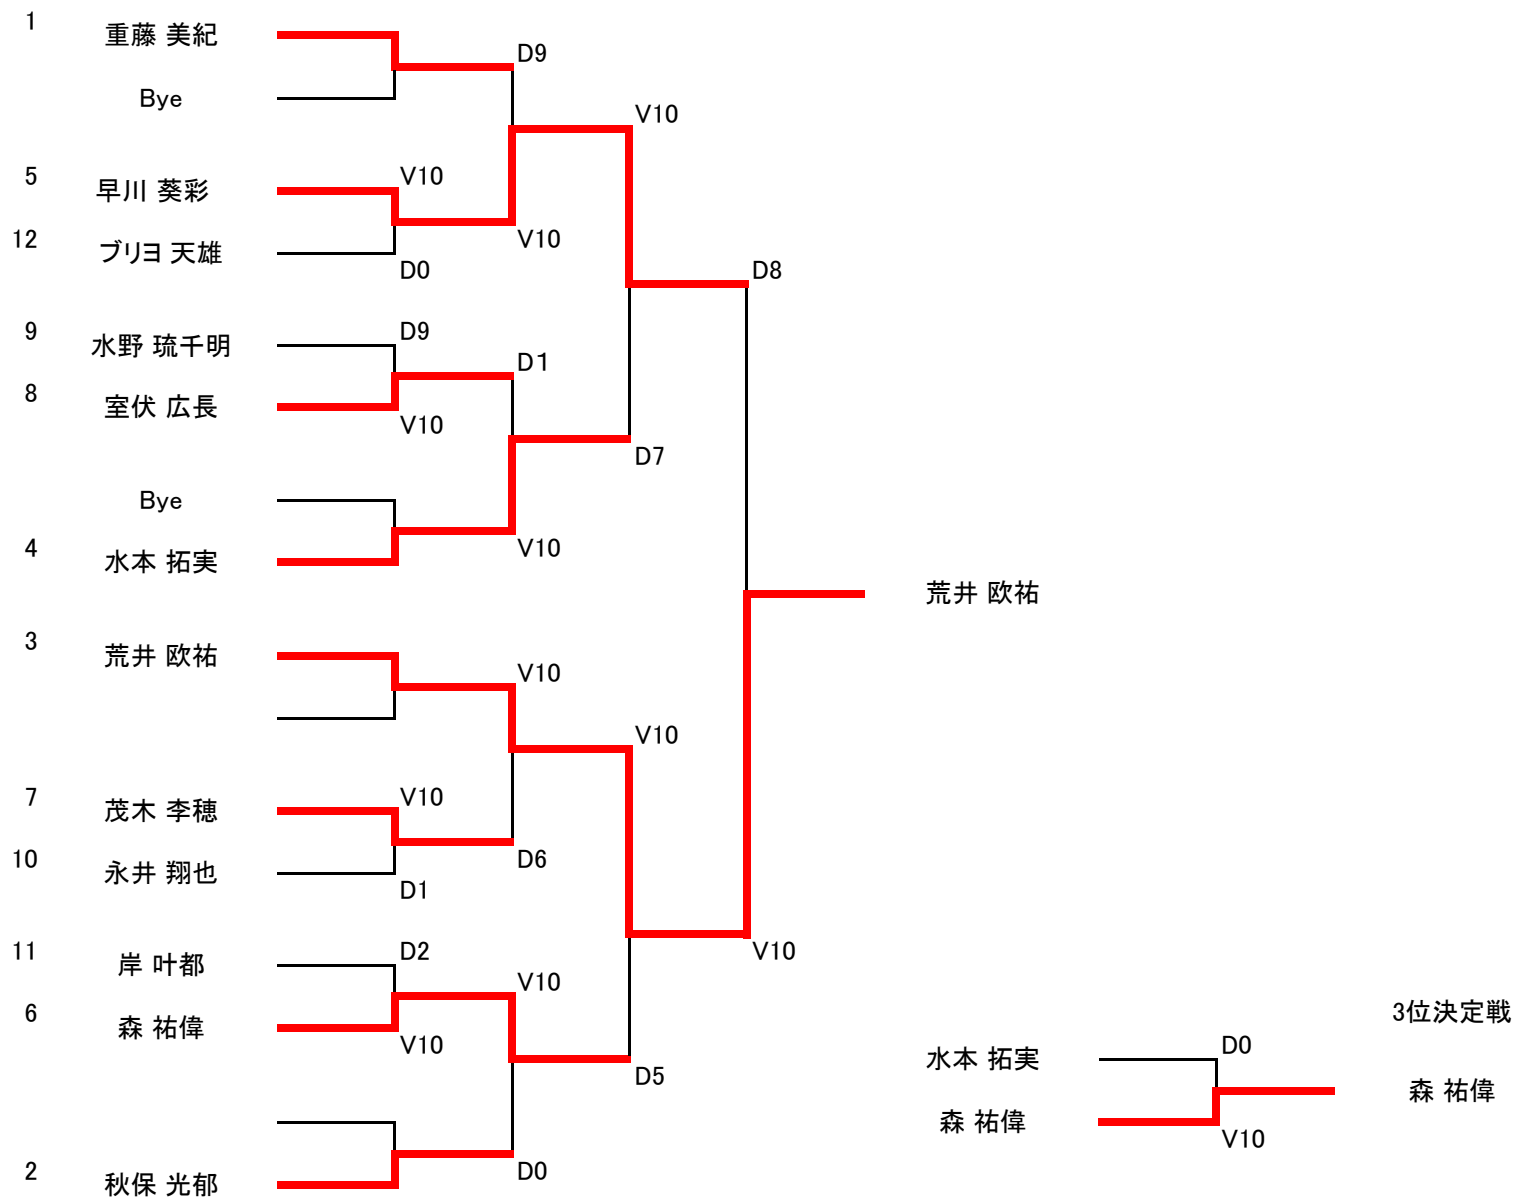 1
重藤 美紀
D9
Bye
V10
5
早川 葵彩
V10
12
ブリヨ 天雄
V10
D0
D8
9
水野 琉千明
D9
D1
8
室伏 広長
V10
D7
Bye
V10
4
水本 拓実
荒井 欧祐
3
荒井 欧祐
V10
V10
7
茂木 李穂
V10
10
永井 翔也
D6
D1
11
岸 叶都
D2
V10
V10
6
森 祐偉
V10
D5
2
秋保 光郁
D0
3位決定戦
水本 拓実
D0
森 祐偉
森 祐偉
V10